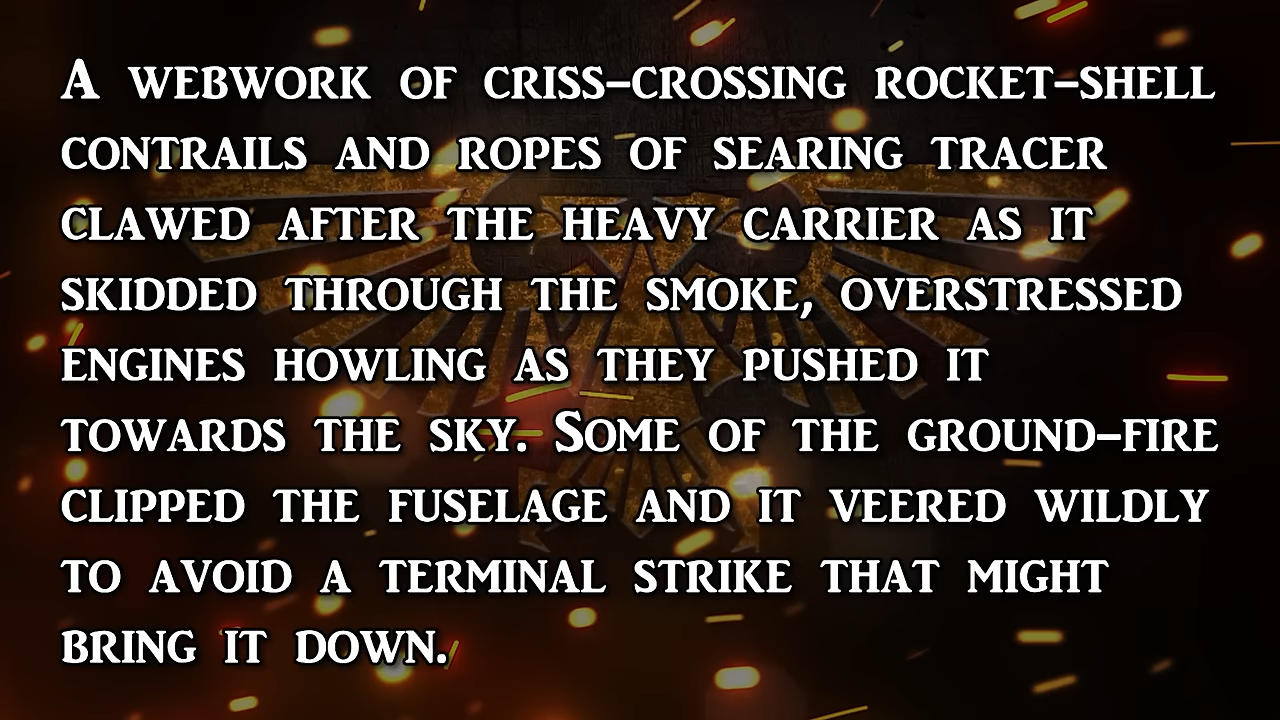 A webwork of criss-crossing rocket-shell
contrails and ropes of searing tracer
clawed after the heavy carrier as it
skidded through the smoke, overstressed
engines howling as they pushed it
towards the sky. Some of the ground-fire
clipped the fuselage and it veered wildly
to avoid a terminal strike that might
bring it down.